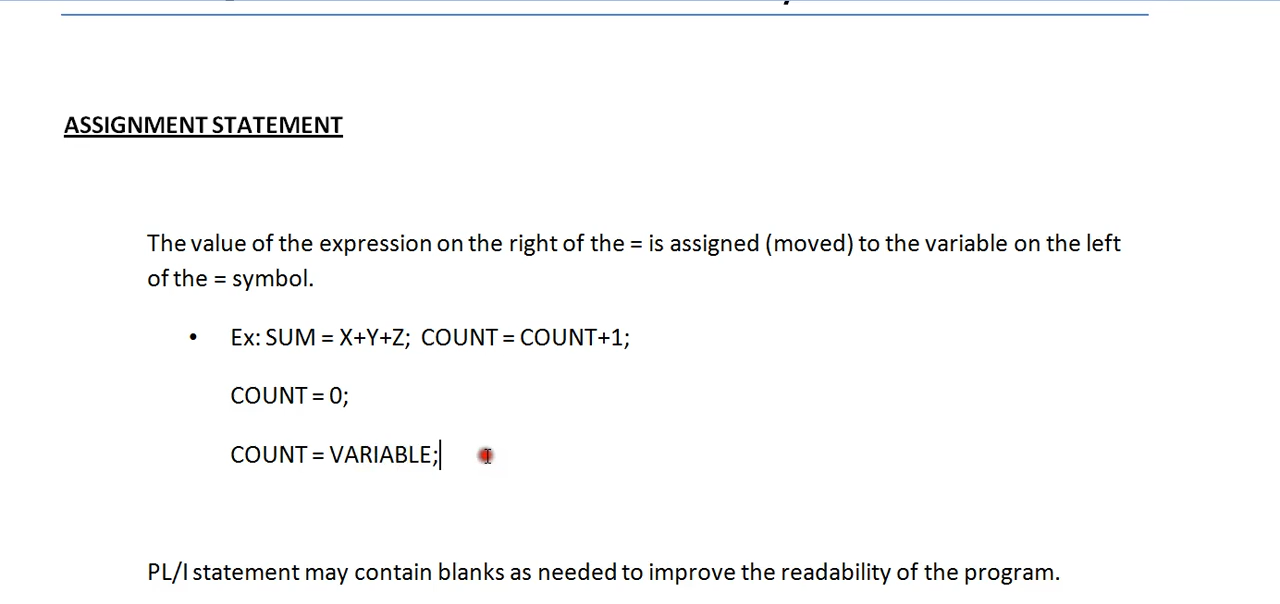 ASSIGNMENT STATEMENT
The value of the expression on the right of the = is assigned (moved) to the variable on the left
of the = symbol.
• Ex: SUM = X+Y+Z; COUNT = COUNT+1;
COUNT = 0;
COUNT = VARIABLE;
PL/I statement may contain blanks as needed to improve the readability of the program.